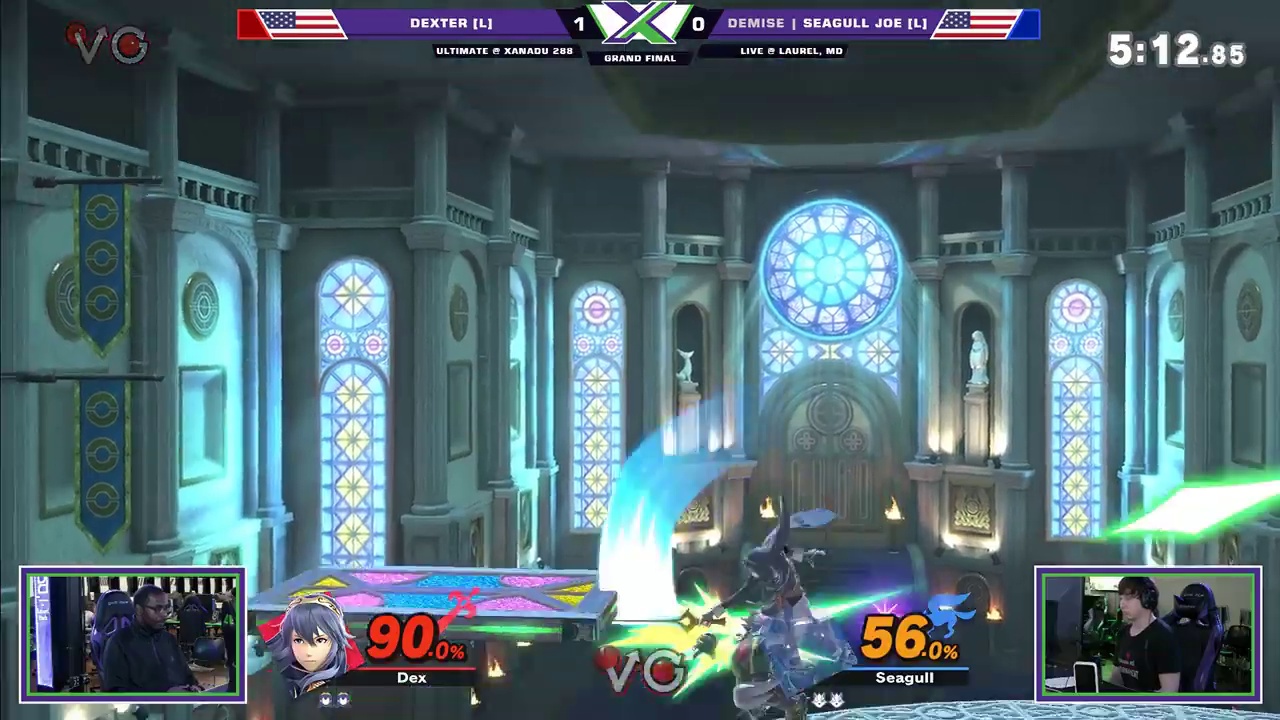 DEXTER [L] 1 0 DEMISE | SEAGULL JOE [L]
ULTIMATE @ XANADU 288 GRAND FINAL LIVE @ LAUREL, MD
VG
5:12.85
90.0%
Dex
VG
56.0%
Seagull